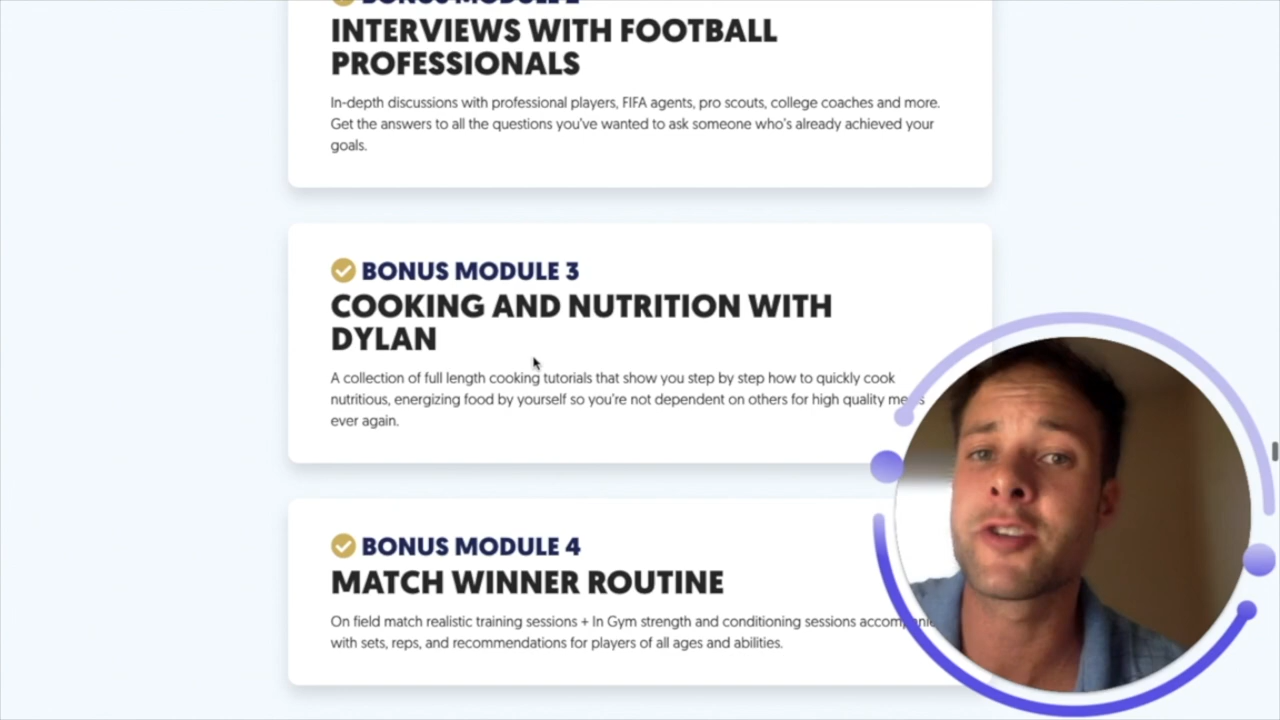 BONUS MODULE 2
INTERVIEWS WITH FOOTBALL
PROFESSIONALS
In-depth discussions with professional players, FIFA agents, pro scouts, college coaches and more.
Get the answers to all the questions you've wanted to ask someone who's already achieved your
goals.
BONUS MODULE 3
COOKING AND NUTRITION WITH
DYLAN
A collection of full length cooking tutorials that show you step by step how to quickly cook
nutritious, energizing food by yourself so you're not dependent on others for high quality
ever again.
BONUS MODULE 4
MATCH WINNER ROUTINE
On field match realistic training sessions + In Gym strength and conditioning sessions
with sets, reps, and recommendations for players of all ages and abilities.